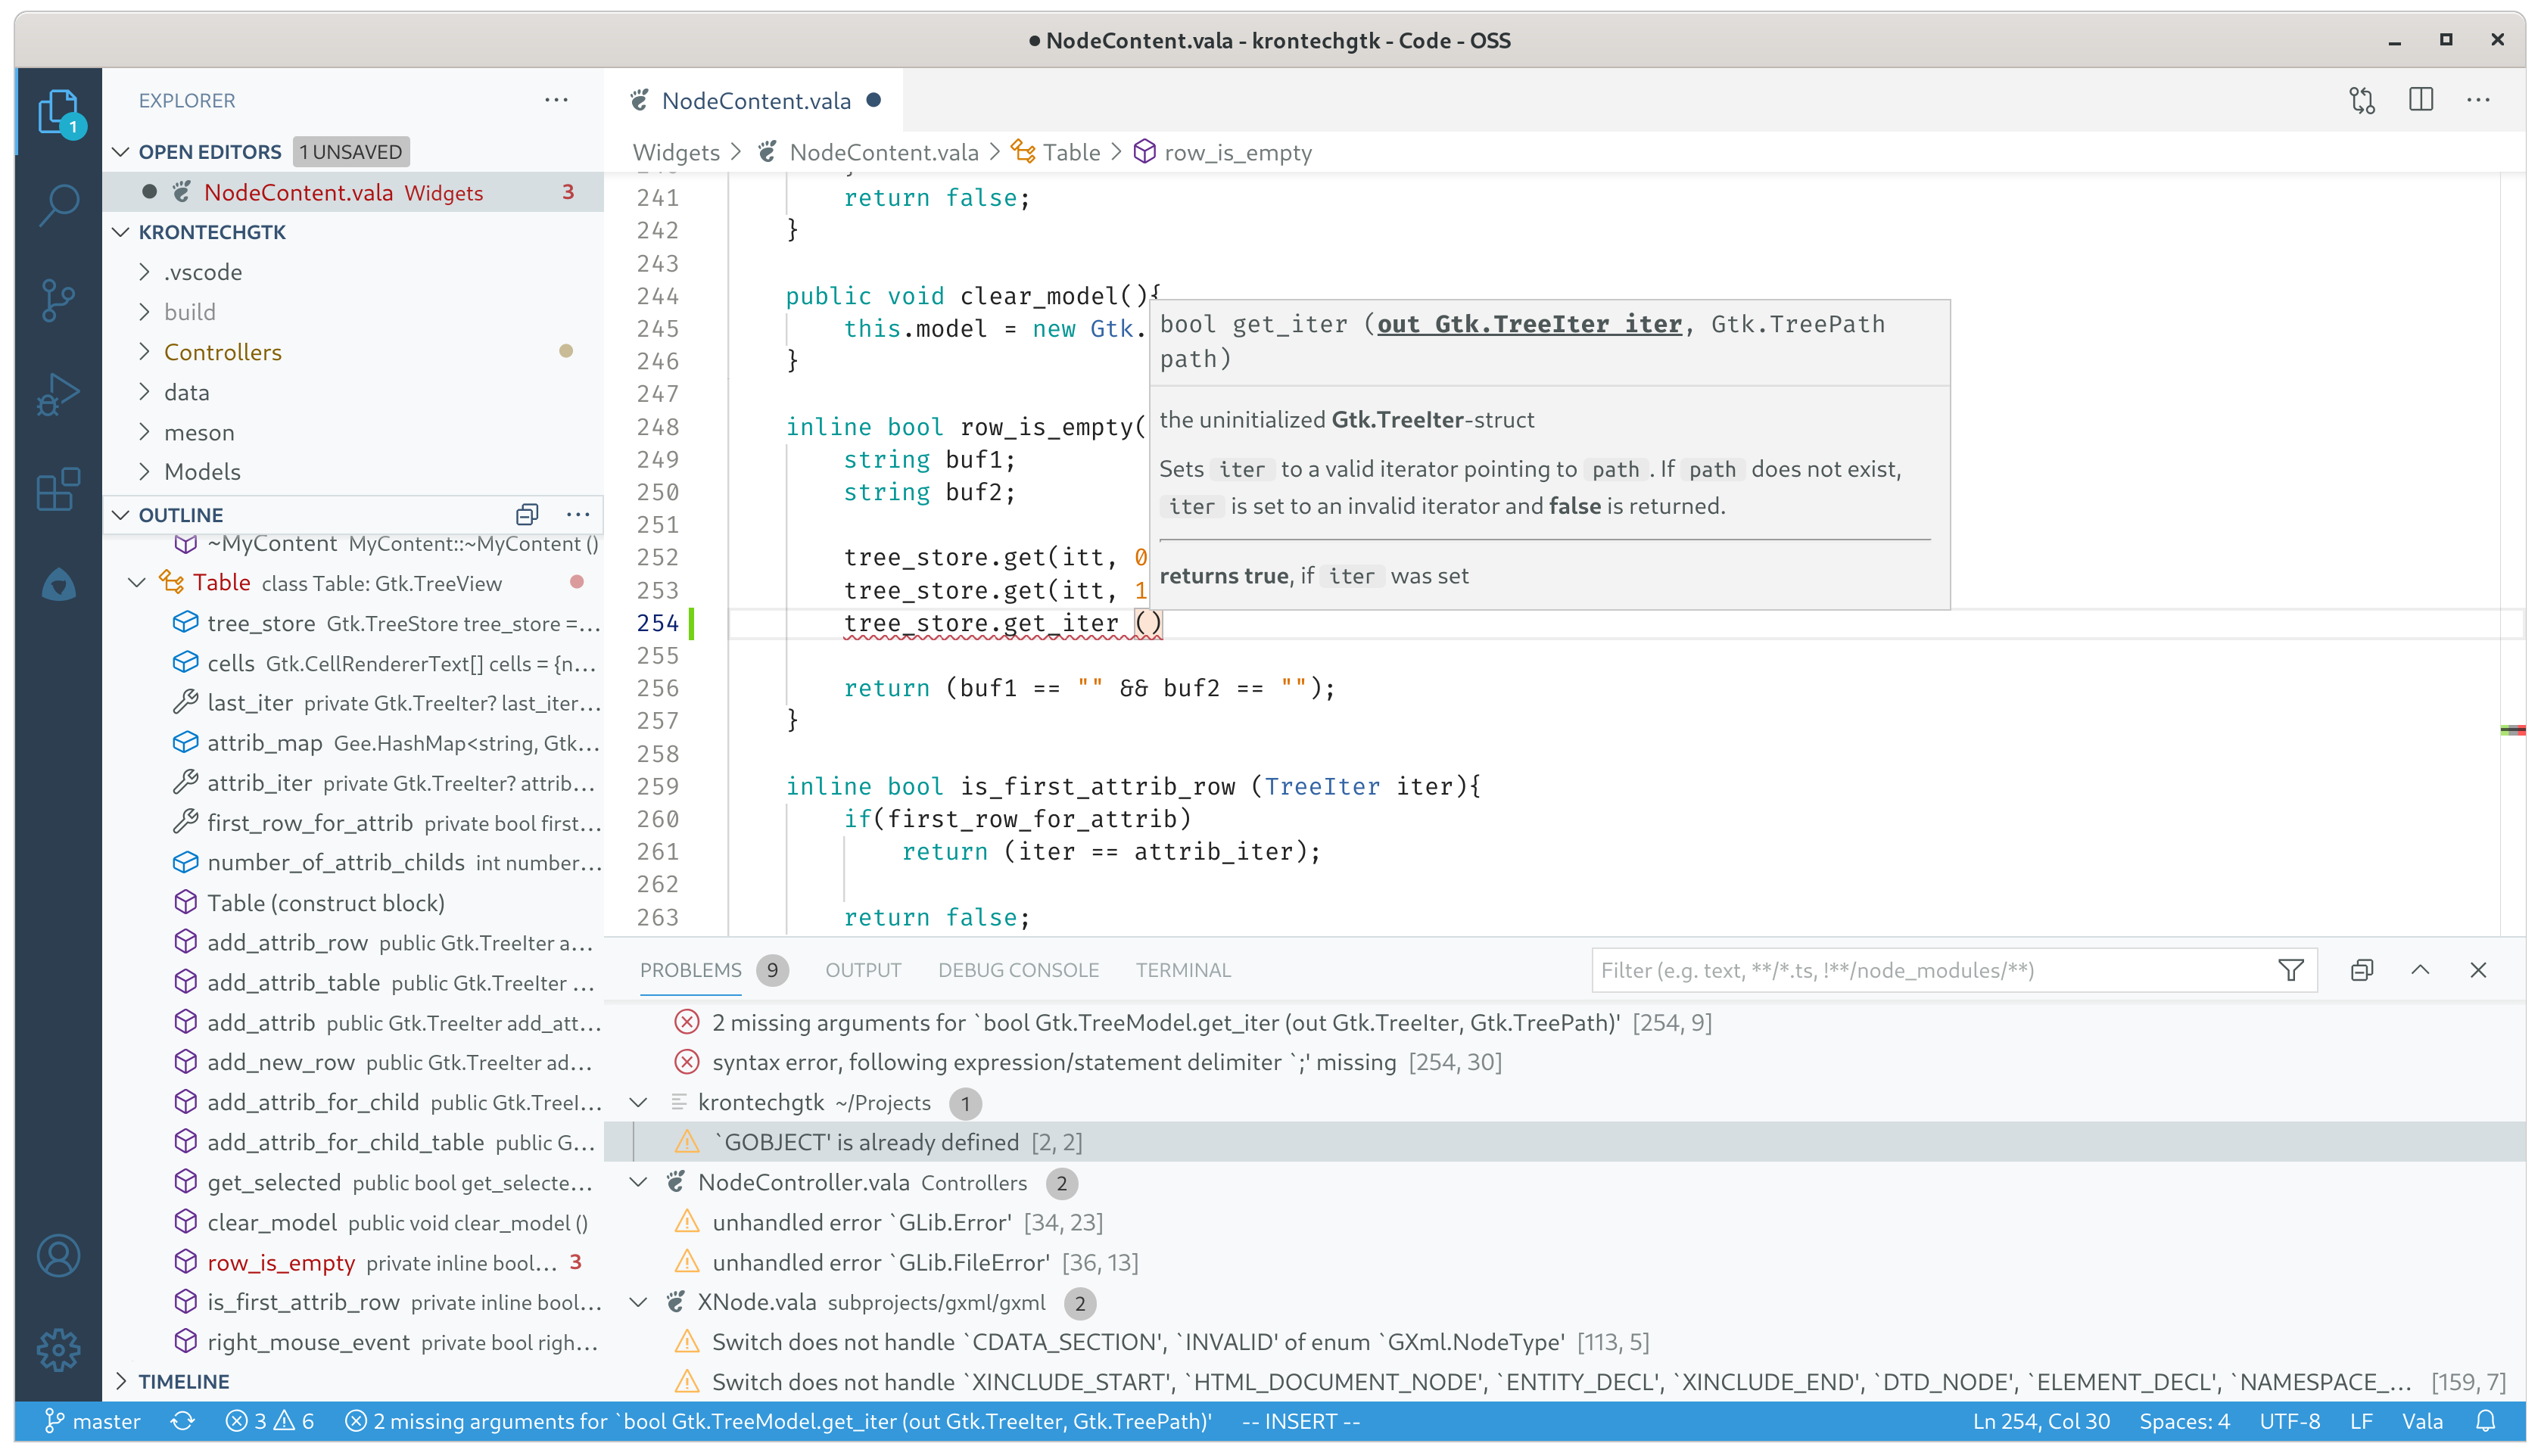 ● NodeContent.vala - krontechgtk - Code - OSS
1
EXPLORER
OPEN EDITORS 1 UNSAVED
NodeContent.vala Widgets 3
KRONTECHGTK
.vscode
build
Controllers
data
meson
Models
OUTLINE
~MyContent MyContent::~MyContent ()
Table class Table: Gtk.TreeView
tree_store Gtk.TreeStore tree_store =...
cells Gtk.CellRendererText[] cells = {n...
last_iter private Gtk.TreeIter? last_iter...
attrib_map Gee.HashMap<string, Gtk...
attrib_iter private Gtk.TreeIter? attrib...
first_row_for_attrib private bool first...
number_of_attrib_childs int number...
Table (construct block)
add_attrib_row public Gtk.TreeIter a...
add_attrib_table public Gtk.TreeIter ...
add_attrib public Gtk.TreeIter add_att...
add_new_row public Gtk.TreeIter ad...
add_attrib_for_child public Gtk.TreeI...
add_attrib_for_child_table public G...
get_selected public bool get_selecte...
clear_model public void clear_model ()
row_is_empty private inline bool... 3
is_first_attrib_row private inline bool...
right_mouse_event private bool righ...
TIMELINE
NodeContent.vala
Widgets > NodeContent.vala > Table > row_is_empty
241 return false;
242 }
243
244 public void clear_model(){
245 this.model = new Gtk.
246 }
247
248 inline bool row_is_empty(
249 string buf1;
250 string buf2;
251
252 tree_store.get(itt, 0
253 tree_store.get(itt, 1
254 tree_store.get_iter ()
255
256 return (buf1 == "" && buf2 == "");
257 }
258
259 inline bool is_first_attrib_row (TreeIter iter){
260 if(first_row_for_attrib)
261 return (iter == attrib_iter);
262
263 return false;
bool get_iter (out Gtk.TreeIter iter, Gtk.TreePath
path)
the uninitialized Gtk.TreeIter-struct
Sets iter to a valid iterator pointing to path. If path does not exist,
iter is set to an invalid iterator and false is returned.
returns true, if iter was set
PROBLEMS 9 OUTPUT DEBUG CONSOLE TERMINAL Filter (e.g. text, **/*.ts, !**/node_modules/**)
2 missing arguments for `bool Gtk.TreeModel.get_iter (out Gtk.TreeIter, Gtk.TreePath)' [254, 9]
syntax error, following expression/statement delimiter `;' missing [254, 30]
krontechgtk ~/Projects 1
`GOBJECT' is already defined [2, 2]
NodeController.vala Controllers 2
unhandled error `GLib.Error' [34, 23]
unhandled error `GLib.FileError' [36, 13]
XNode.vala subprojects/gxml/gxml 2
Switch does not handle `CDATA_SECTION', `INVALID' of enum `GXml.NodeType' [113, 5]
Switch does not handle `XINCLUDE_START', `HTML_DOCUMENT_NODE', `ENTITY_DECL', `XINCLUDE_END', `DTD_NODE', `ELEMENT_DECL', `NAMESPACE_... [159, 7]
master 3 6 2 missing arguments for `bool Gtk.TreeModel.get_iter (out Gtk.TreeIter, Gtk.TreePath)' -- INSERT -- Ln 254, Col 30 Spaces: 4 UTF-8 LF Vala